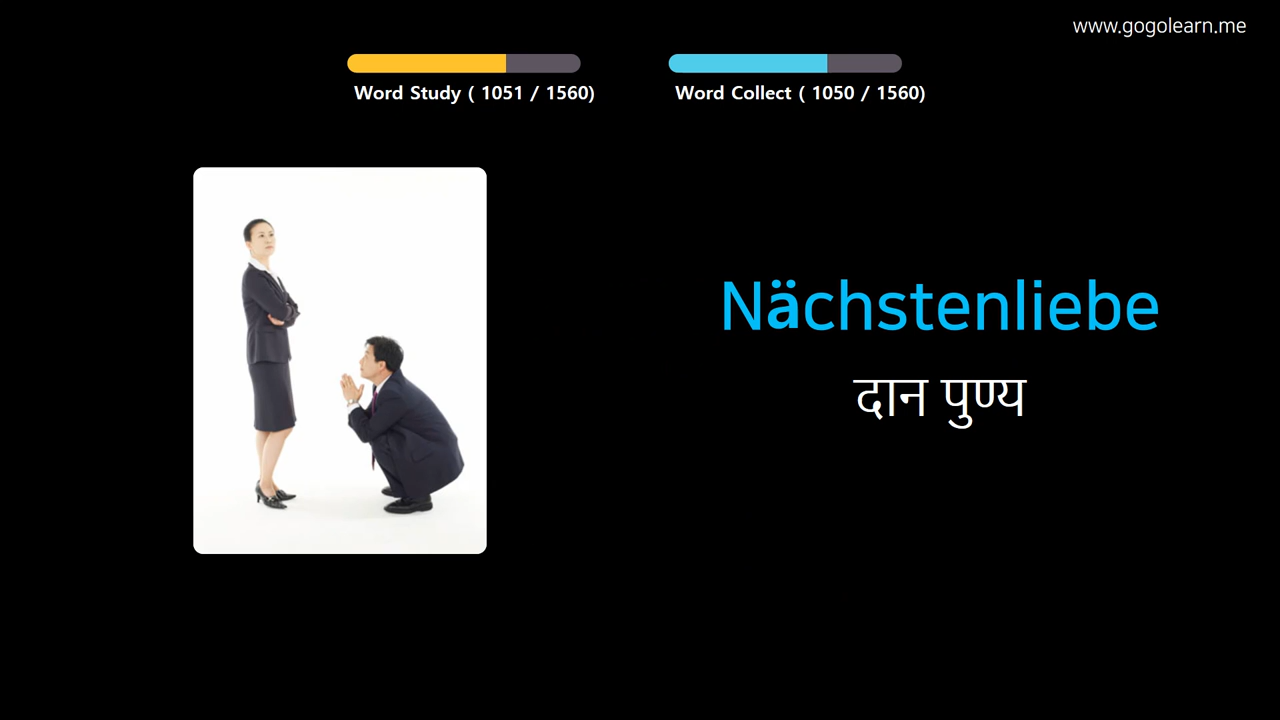 www.gogolearn.me
Word Study ( 1051 / 1560)
Word Collect ( 1050 / 1560)
Nächstenliebe
दान पुण्य